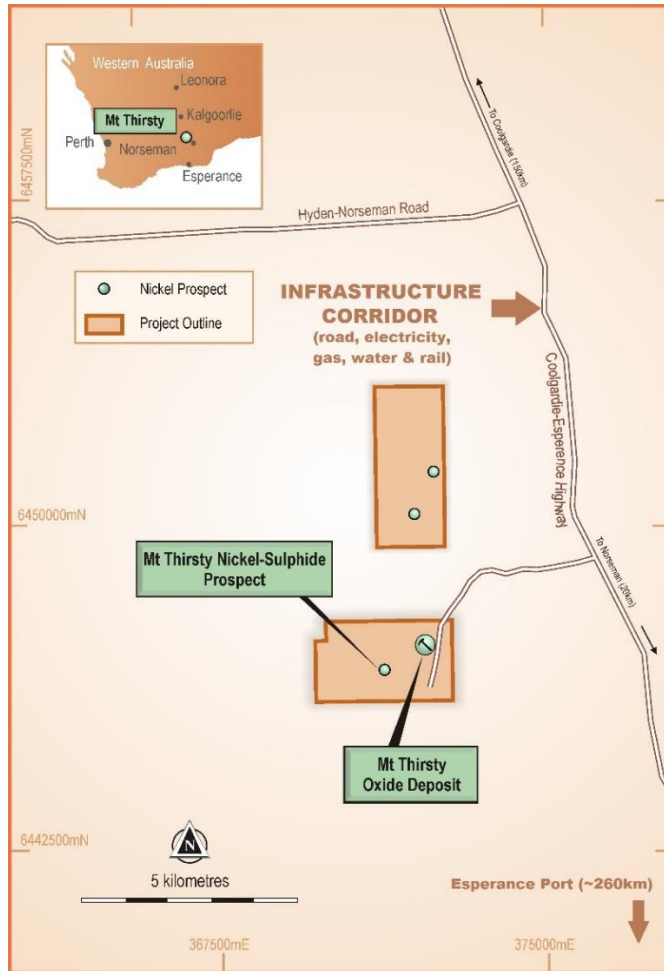 Western Australia
Leonora
Kalgoorlie
Mt Thirsty
Perth
Norseman
Esperance
6457500mN
To Coolgardie (150km)
Hyden-Norseman Road
Nickel Prospect
Project Outline
INFRASTRUCTURE
CORRIDOR
(road, electricity,
gas, water & rail)
Coolgardie-Esperence Highway
6450000mN
To Norseman (20km)
Mt Thirsty Nickel-Sulphide
Prospect
Mt Thirsty
Oxide Deposit
6442500mN
N
5 kilometres
Esperance Port (~260km)
367500mE
375000mE